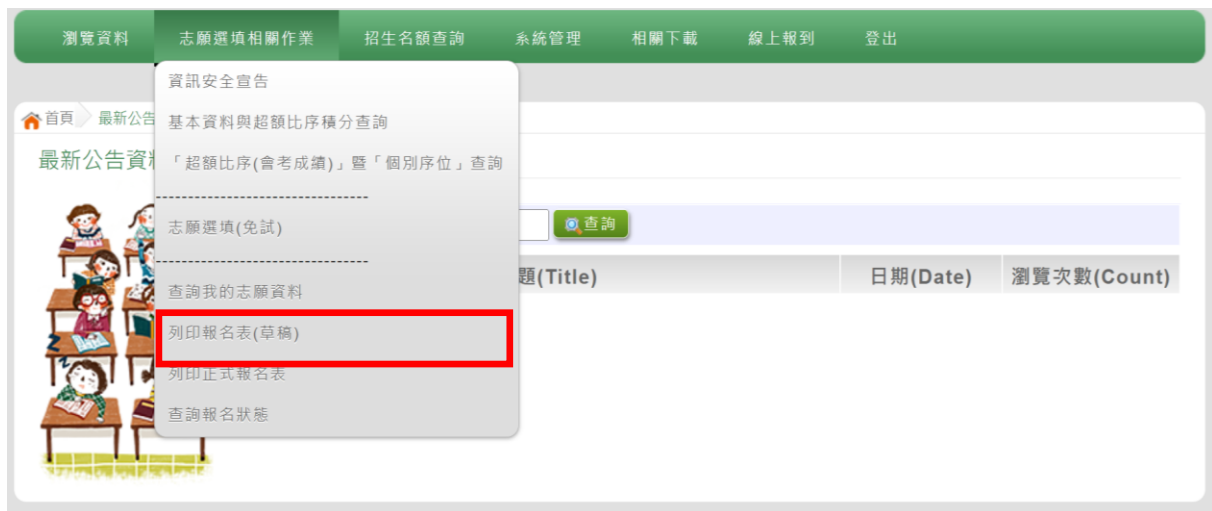 瀏覽資料 志願選填相關作業 招生名額查詢 系統管理 相關下載 線上報到 登出
資訊安全宣告
首頁 最新公告
基本資料與超額比序積分查詢
最新公告資
「超額比序(會考成績)」暨「個別序位」查詢
---------------------------------
志願選填(免試) 查詢
---------------------------------
題(Title) 日期(Date) 瀏覽次數(Count)
查詢我的志願資料
列印報名表(草稿)
列印正式報名表
查詢報名狀態